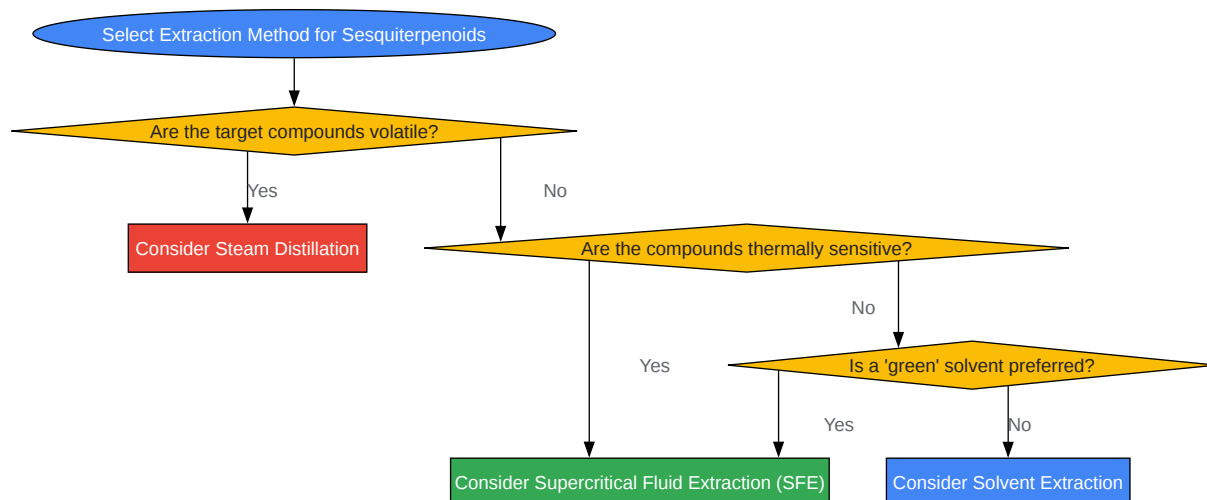 Select Extraction Method for Sesquiterpenoids
Are the target compounds volatile?
Yes
No
Consider Steam Distillation
Are the compounds thermally sensitive?
No
Yes
Is a 'green' solvent preferred?
Yes
No
Consider Supercritical Fluid Extraction (SFE)
Consider Solvent Extraction